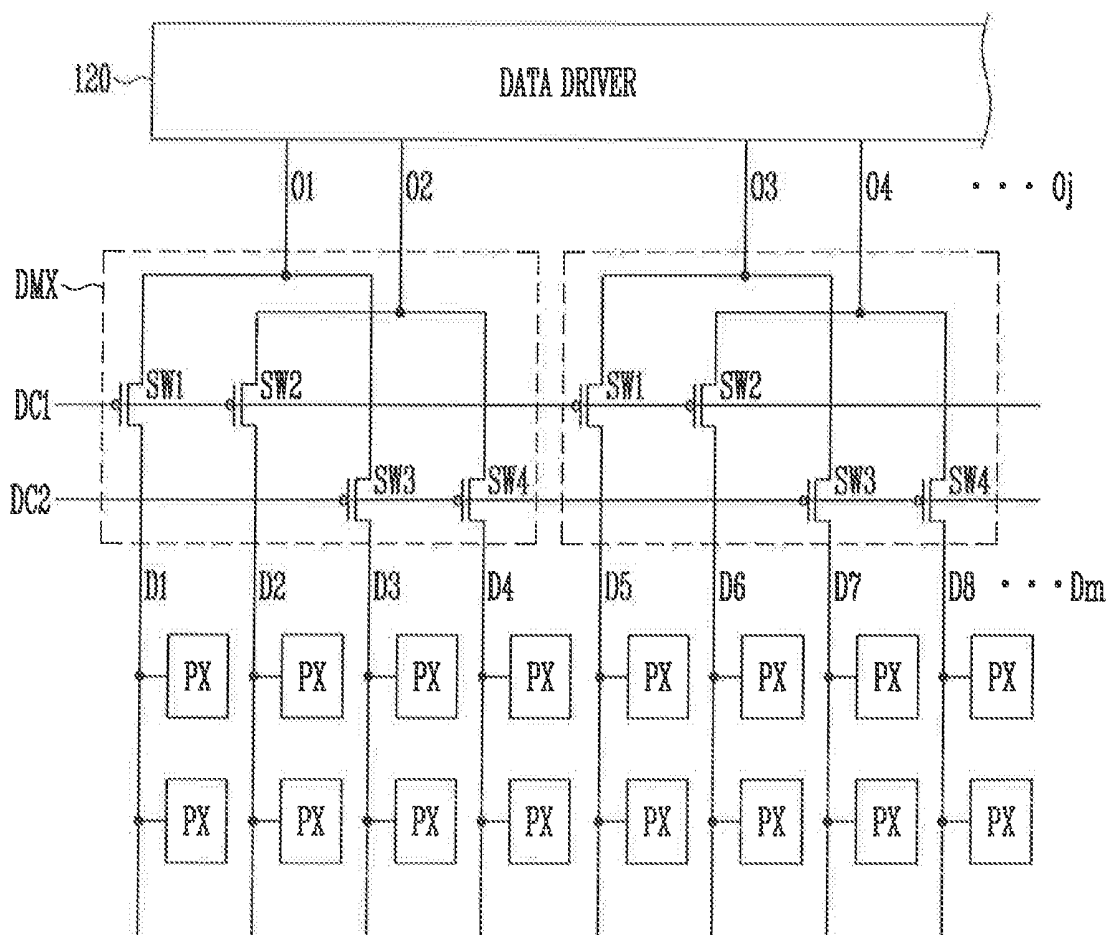 120
DATA DRIVER
O1 O2 O3 O4 · · · Oj
DMX
SW1 SW2 SW1 SW2
DC1
SW3 SW4 SW3 SW4
DC2
D1 D2 D3 D4 D5 D6 D7 D8 · · · Dm
PX PX PX PX PX PX PX PX
PX PX PX PX PX PX PX PX